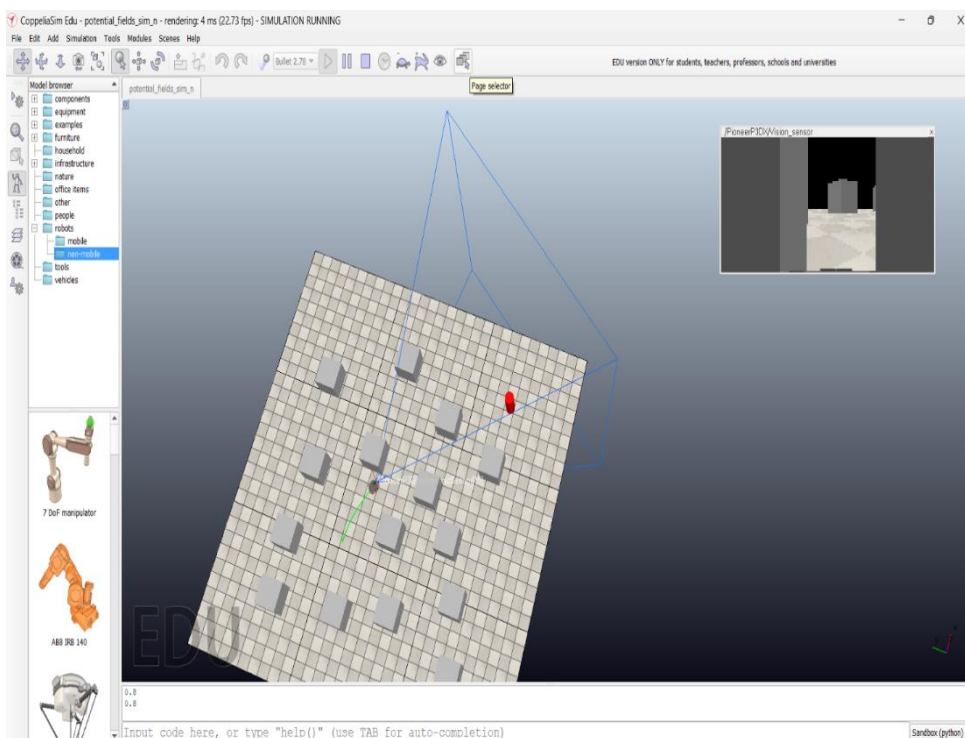 CoppeliaSim Edu - potential_fields_sim_n - rendering: 4 ms (22.73 fps) - SIMULATION RUNNING
File Edit Add Simulation Tools Modules Scenes Help
Bullet 2.78
EDU version ONLY for students, teachers, professors, schools and universities
Page selector
Model browser
potential_fields_sim_n
components
equipment
examples
furniture
household
infrastructure
nature
office items
other
people
robots
mobile
non-mobile
tools
vehicles
/PioneerP3DX/Vision_sensor
7 DoF manipulator
ABB IRB 140
EDU
0.8
0.8
Input code here, or type "help()" (use TAB for auto-completion)
Sandbox (python)